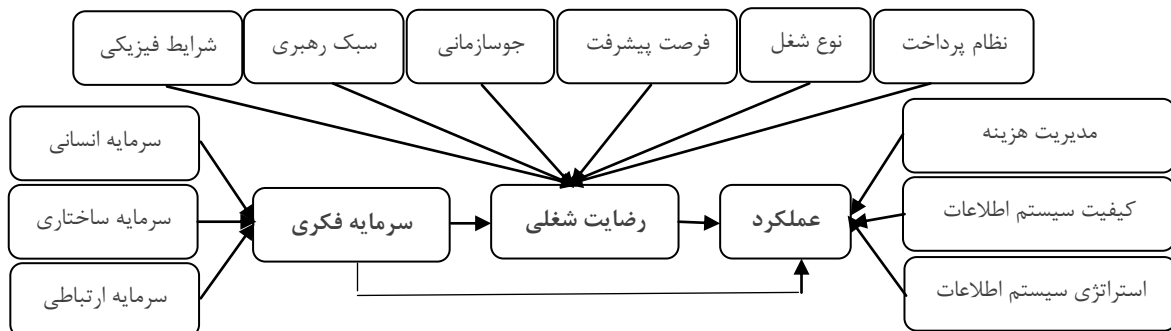 نظام پرداخت
نوع شغل
فرصت پیشرفت
جوسازمانی
سبک رهبری
شرایط فیزیکی
مدیریت هزینه
سرمایه انسانی
کیفیت سیستم اطلاعات
عملکرد
رضایت شغلی
سرمایه فکری
سرمایه ساختاری
استراتژی سیستم اطلاعات
سرمایه ارتباطی